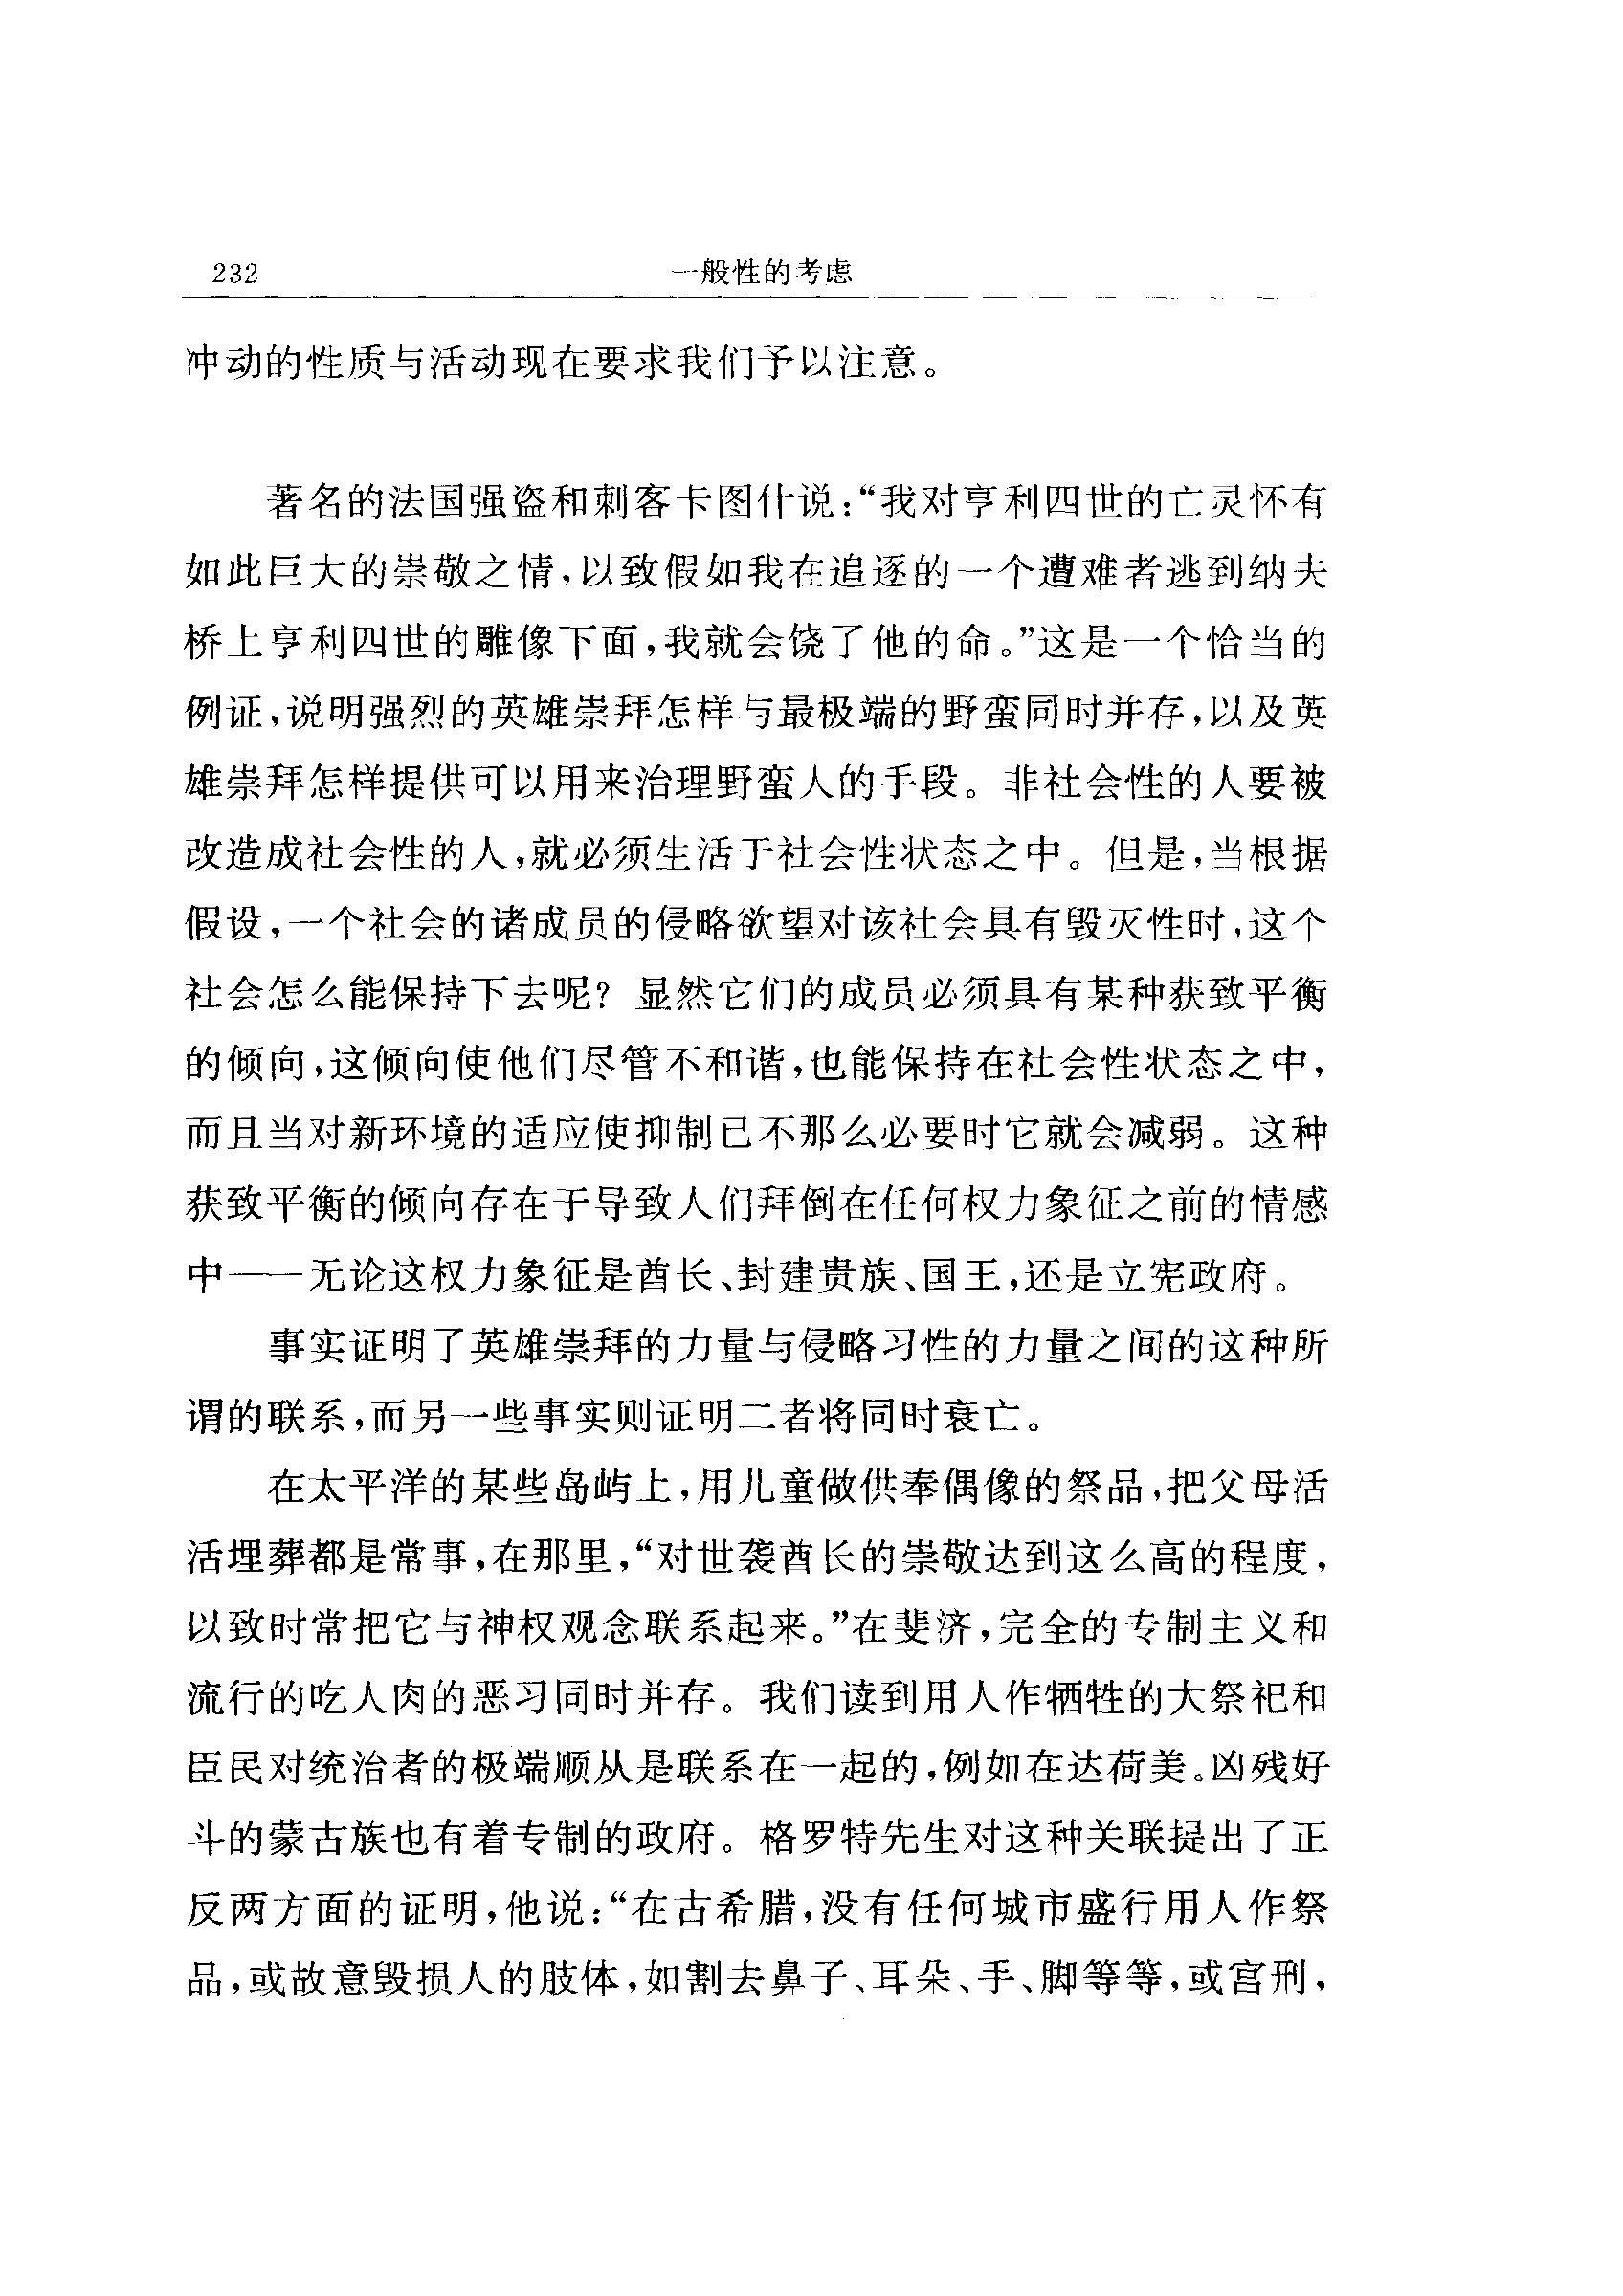 232 一般性的考虑
冲动的性质与活动现在要求我们予以注意。
著名的法国强盗和刺客卡图什说：“我对亨利四世的亡灵怀有
如此巨大的崇敬之情，以致假如我在追逐的一个遭难者逃到纳夫
桥上亨利四世的雕像下面，我就会饶了他的命。”这是一个恰当的
例证，说明强烈的英雄崇拜怎样与最极端的野蛮同时并存，以及英
雄崇拜怎样提供可以用来治理野蛮人的手段。非社会性的人要被
改造成社会性的人，就必须生活于社会性状态之中。但是，当根据
假设，一个社会的诸成员的侵略欲望对该社会具有毁灭性时，这个
社会怎么能保持下去呢？显然它们的成员必须具有某种获致平衡
的倾向，这倾向使他们尽管不和谐，也能保持在社会性状态之中，
而且当对新环境的适应使抑制已不那么必要时它就会减弱。这种
获致平衡的倾向存在于导致人们拜倒在任何权力象征之前的情感
中——无论这权力象征是酋长、封建贵族、国王，还是立宪政府。
事实证明了英雄崇拜的力量与侵略习性的力量之间的这种所
谓的联系，而另一些事实则证明二者将同时衰亡。
在太平洋的某些岛屿上，用儿童做供奉偶像的祭品，把父母活
活埋葬都是常事，在那里，“对世袭酋长的崇敬达到这么高的程度，
以致时常把它与神权观念联系起来。”在斐济，完全的专制主义和
流行的吃人肉的恶习同时并存。我们读到用人作牺牲的大祭祀和
臣民对统治者的极端顺从是联系在一起的，例如在达荷美。凶残好
斗的蒙古族也有着专制的政府。格罗特先生对这种关联提出了正
反两方面的证明，他说：“在古希腊，没有任何城市盛行用人作祭
品，或故意毁损人的肢体，如割去鼻子、耳朵、手、脚等等，或宫刑，